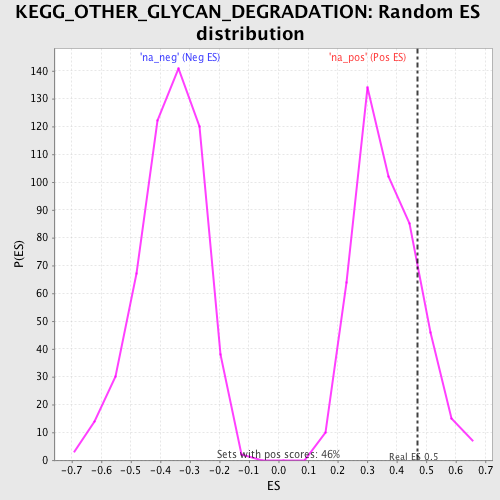 KEGG_OTHER_GLYCAN_DEGRADATION: Random ES
distribution
'na_neg' (Neg ES)
'na_pos' (Pos ES)
140
130
120
110
100
90
80
70
60
50
40
30
20
10
0
P(ES)
Sets with pos scores: 46%
Real ES 0.5
-0.7 -0.6 -0.5 -0.4 -0.3 -0.2 -0.1 0.0 0.1 0.2 0.3 0.4 0.5 0.6 0.7
ES